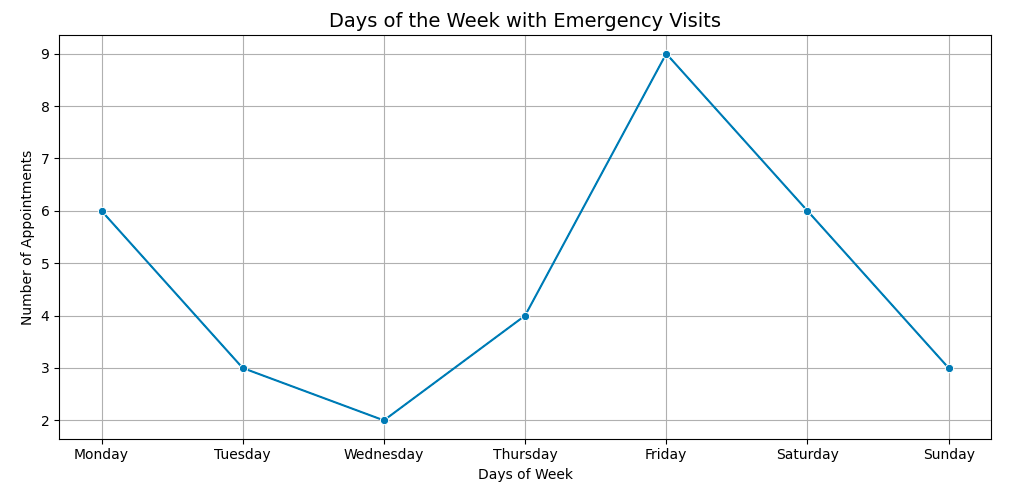 Days of the Week with Emergency Visits
Number of Appointments
9
8
7
6
5
4
3
2
Monday Tuesday Wednesday Thursday Friday Saturday Sunday
Days of Week